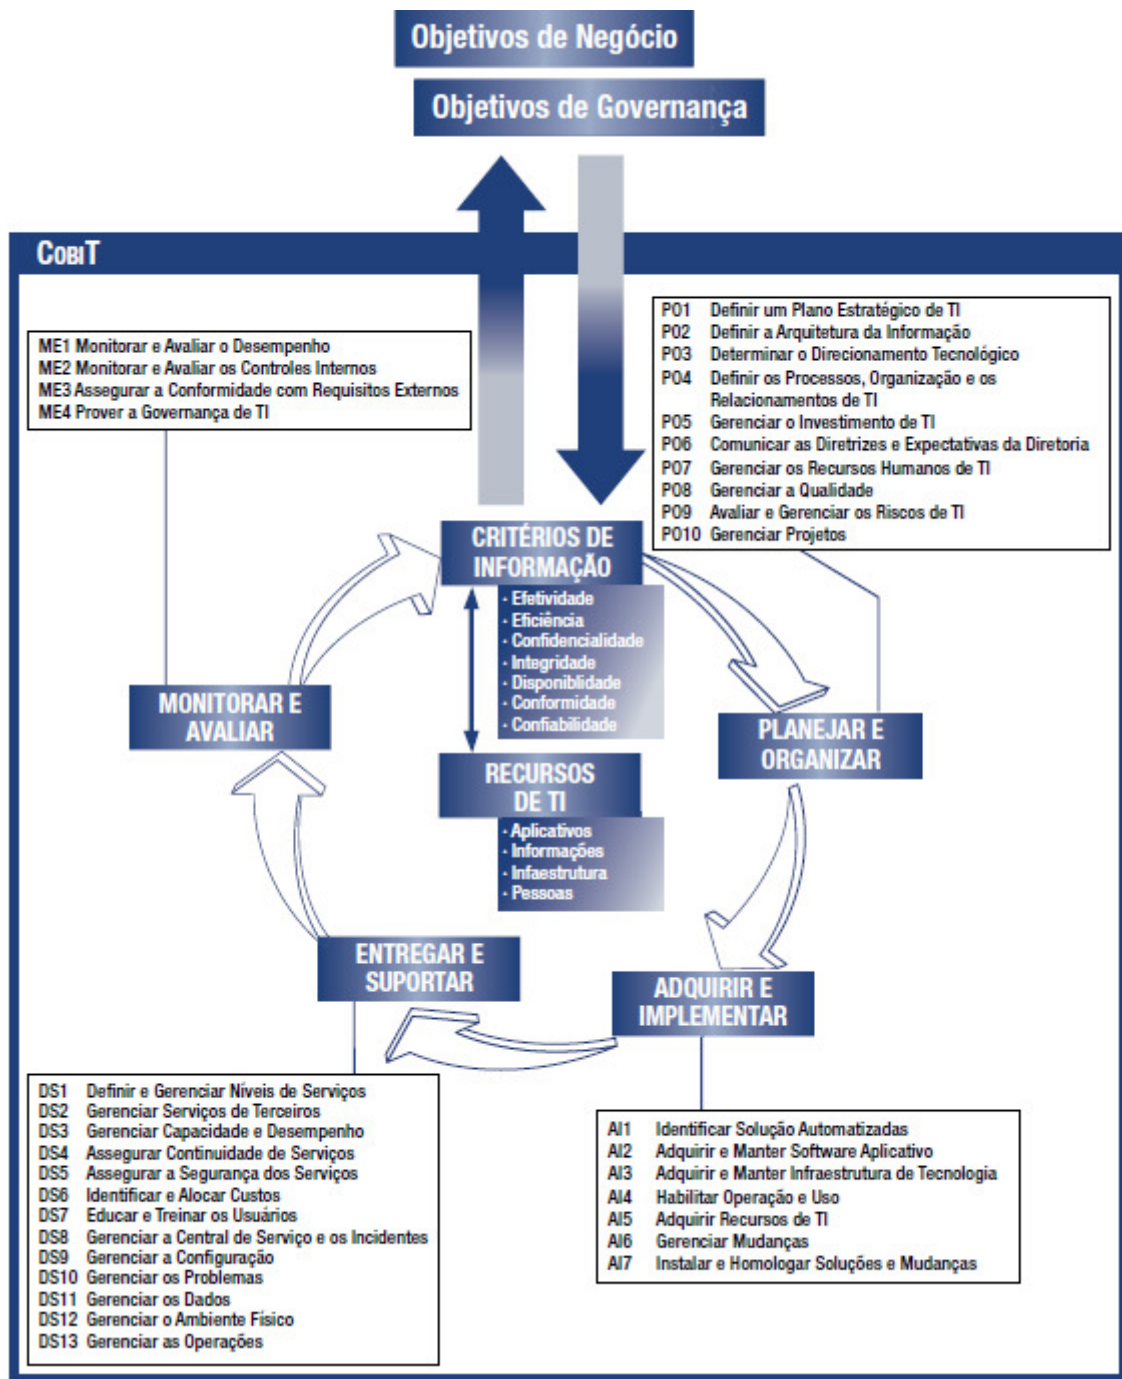 Objetivos de Negócio
Objetivos de Governança
COBIT
ME1 Monitorar e Avaliar o Desempenho
ME2 Monitorar e Avaliar os Controles Internos
ME3 Assegurar a Conformidade com Requisitos Externos
ME4 Prover a Governança de TI
PO1 Definir um Plano Estratégico de TI
PO2 Definir a Arquitetura da Informação
PO3 Determinar o Direcionamento Tecnológico
PO4 Definir os Processos, Organização e os
Relacionamentos de TI
PO5 Gerenciar o Investimento de TI
PO6 Comunicar as Diretrizes e Expectativas da Diretoria
PO7 Gerenciar os Recursos Humanos de TI
PO8 Gerenciar a Qualidade
PO9 Avaliar e Gerenciar os Riscos de TI
PO10 Gerenciar Projetos
CRITÉRIOS DE
INFORMAÇÃO
- Efetividade
- Eficiência
- Confidencialidade
- Integridade
- Disponiblidade
- Conformidade
- Confiabilidade
MONITORAR E
AVALIAR
PLANEJAR E
ORGANIZAR
RECURSOS
DE TI
- Aplicativos
- Informações
- Infaestrutura
- Pessoas
ENTREGAR E
SUPORTAR
ADQUIRIR E
IMPLEMENTAR
DS1 Definir e Gerenciar Níveis de Serviços
DS2 Gerenciar Serviços de Terceiros
DS3 Gerenciar Capacidade e Desempenho
DS4 Assegurar Continuidade de Serviços
DS5 Assegurar a Segurança dos Serviços
DS6 Identificar e Alocar Custos
DS7 Educar e Treinar os Usuários
DS8 Gerenciar a Central de Serviço e os Incidentes
DS9 Gerenciar a Configuração
DS10 Gerenciar os Problemas
DS11 Gerenciar os Dados
DS12 Gerenciar o Ambiente Físico
DS13 Gerenciar as Operações
AI1 Identificar Solução Automatizadas
AI2 Adquirir e Manter Software Aplicativo
AI3 Adquirir e Manter Infraestrutura de Tecnologia
AI4 Habilitar Operação e Uso
AI5 Adquirir Recursos de TI
AI6 Gerenciar Mudanças
AI7 Instalar e Homologar Soluções e Mudanças